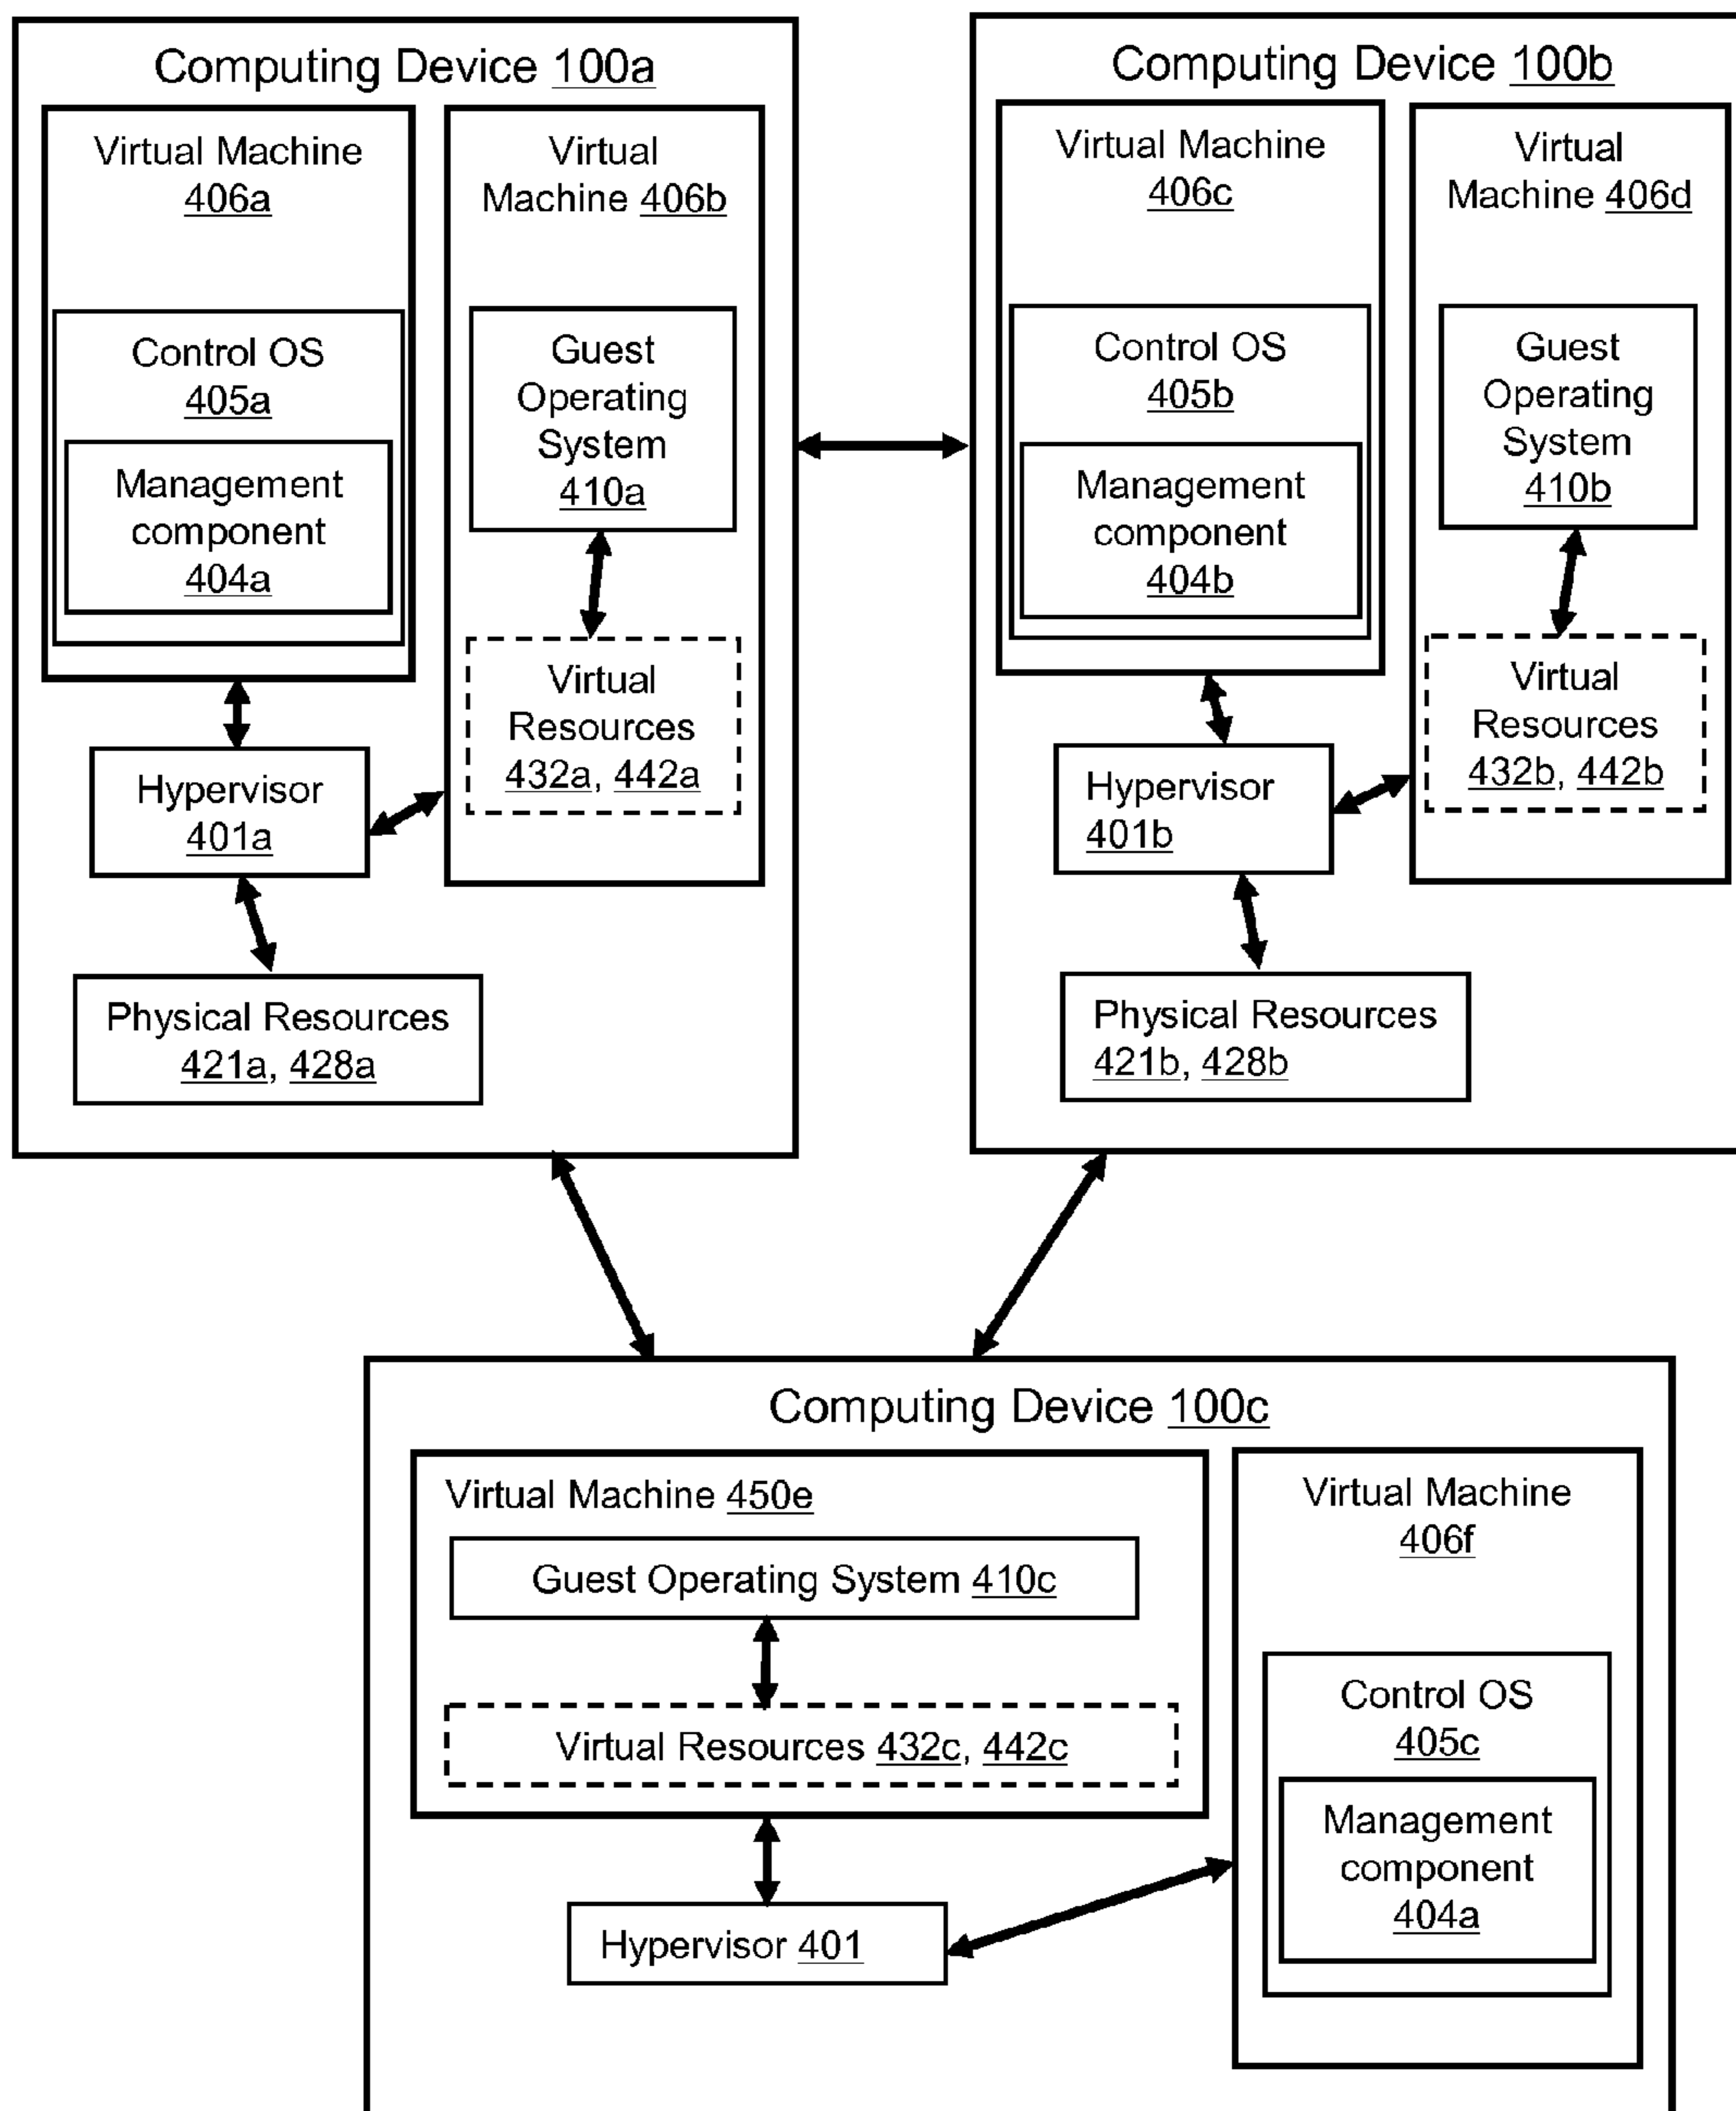 Computing Device 100a
Virtual Machine
406a
Control OS
405a
Management
component
404a
Virtual
Machine 406b
Guest
Operating
System
410a
Virtual
Resources
432a, 442a
Hypervisor
401a
Physical Resources
421a, 428a
Computing Device 100b
Virtual Machine
406c
Control OS
405b
Management
component
404b
Virtual
Machine 406d
Guest
Operating
System
410b
Virtual
Resources
432b, 442b
Hypervisor
401b
Physical Resources
421b, 428b
Computing Device 100c
Virtual Machine 450e
Guest Operating System 410c
Virtual Resources 432c, 442c
Hypervisor 401
Virtual Machine
406f
Control OS
405c
Management
component
404a